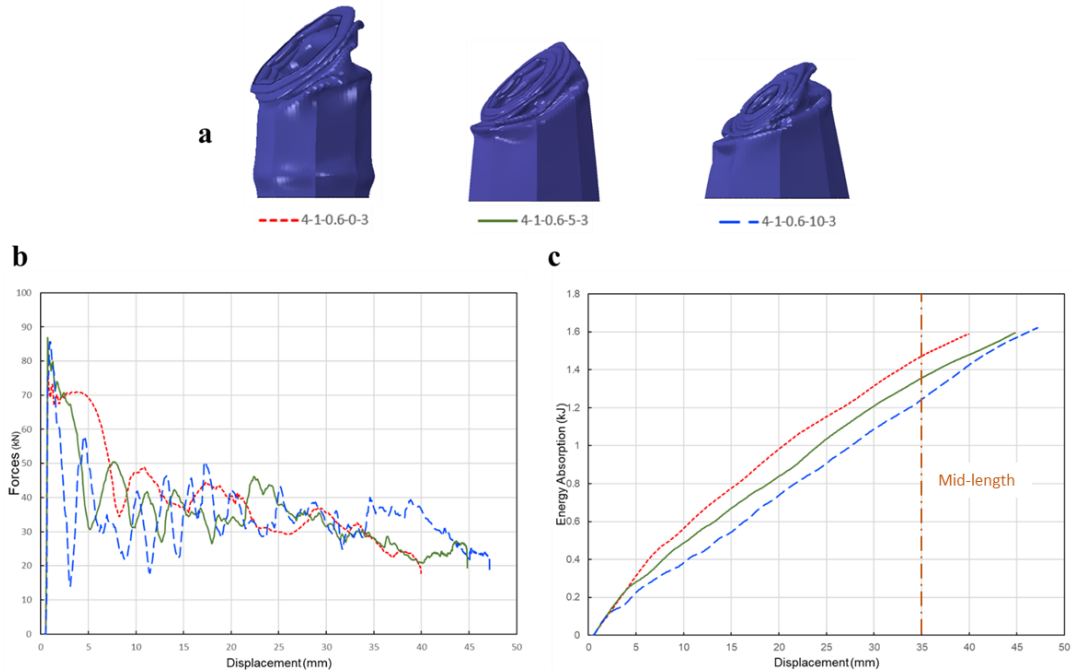 a
4-1-0.6-0-3
4-1-0.6-5-3
4-1-0.6-10-3
b
c
100
90
80
70
60
50
40
30
20
10
0
Forces (kN)
0 5 10 15 20 25 30 35 40 45 50
Displacement (mm)
1.8
1.6
1.4
1.2
1
0.8
0.6
0.4
0.2
0
Energy Absorption (kJ)
Mid-length
0 5 10 15 20 25 30 35 40 45 50
Displacement (mm)